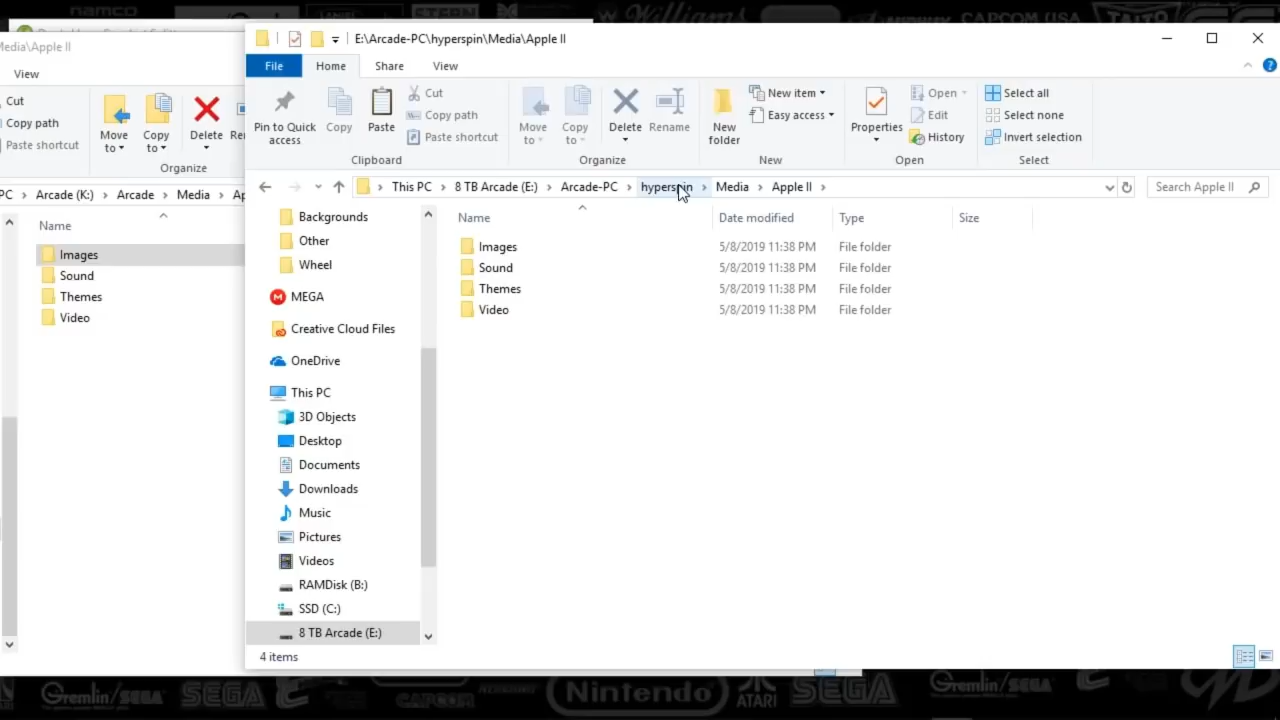 namco
STERN
Williams
CAPCOM USA
TAITO
Media\Apple II
View
Cut
Copy path
Paste shortcut
Move to
Copy to
Delete
Organize
PC > Arcade (K:) > Arcade > Media >
Name
Images
Sound
Themes
Video
E:\Arcade-PC\hyperspin\Media\Apple II
File Home Share View
Pin to Quick access
Copy
Paste
Cut
Copy path
Paste shortcut
Clipboard
Move to
Copy to
Delete
Rename
Organize
New folder
New item
Easy access
New
Properties
Open
Edit
History
Open
Select all
Select none
Invert selection
Select
This PC > 8 TB Arcade (E:) > Arcade-PC > hyperspin > Media > Apple II >
Search Apple II
Backgrounds
Other
Wheel
MEGA
Creative Cloud Files
OneDrive
This PC
3D Objects
Desktop
Documents
Downloads
Music
Pictures
Videos
RAMDisk (B:)
SSD (C:)
8 TB Arcade (E:)
Name Date modified Type Size
Images 5/8/2019 11:38 PM File folder
Sound 5/8/2019 11:38 PM File folder
Themes 5/8/2019 11:38 PM File folder
Video 5/8/2019 11:38 PM File folder
4 items
Gremlin/SEGA
SEGA
CAPCOM
Nintendo
ATARI
SEGA
Gremlin/SEGA